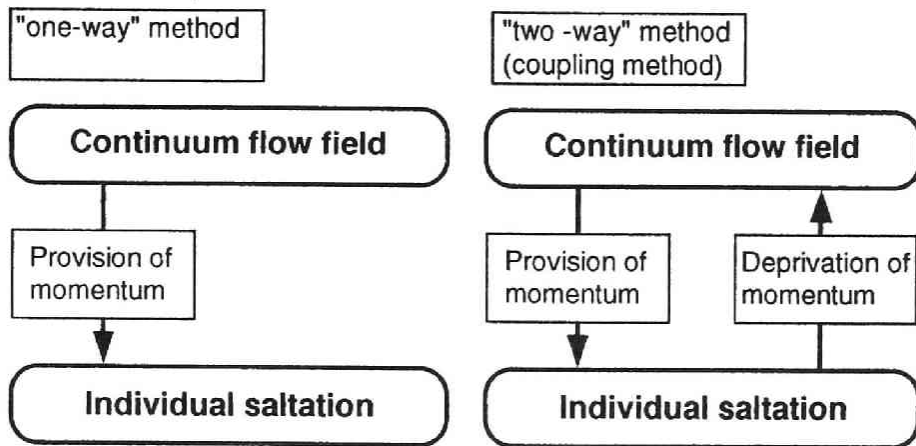 "one-way" method
Continuum flow field
Provision of
momentum
Individual saltation
"two -way" method
(coupling method)
Continuum flow field
Provision of
momentum
Deprivation of
momentum
Individual saltation